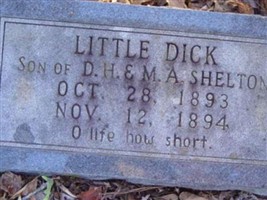 LITTLE DICK
SON OF D. H. & M. A. SHELTON
OCT. 28, 1893
NOV. 12, 1894
O life how short.